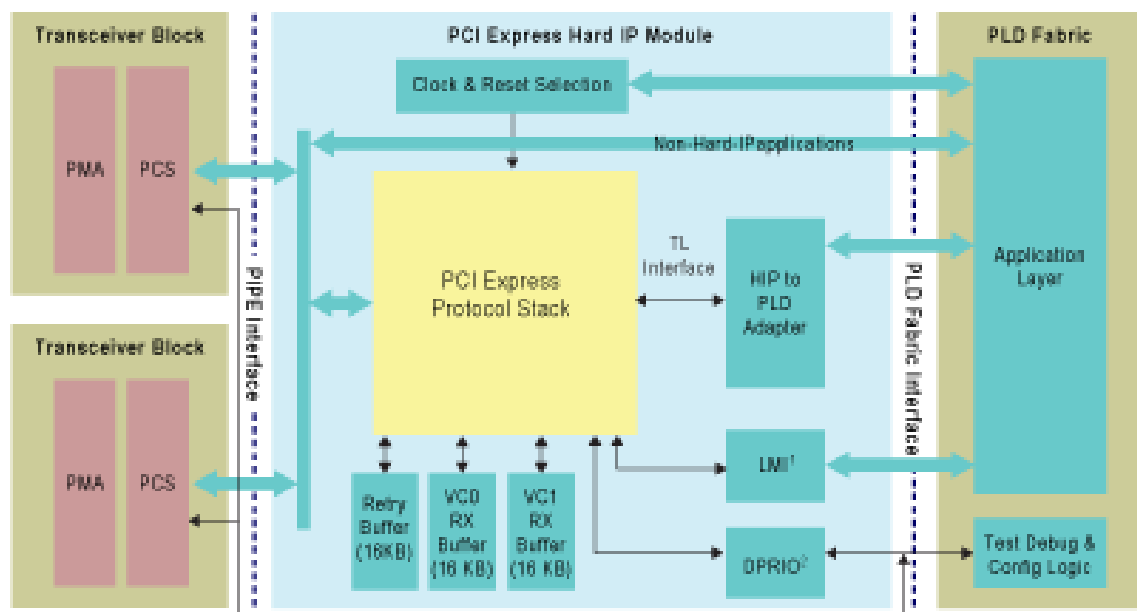 Transceiver Block
PMA
PCS
Transceiver Block
PMA
PCS
PIPE Interface
PCI Express Hard IP Module
Clock & Reset Selection
Non-Hard-IPapplications
PCI Express
Protocol Stack
TL
Interface
HIP to
PLD
Adapter
LMI¹
DPRIO²
Retry
Buffer
(16KB)
VC0
RX
Buffer
(16 KB)
VC1
RX
Buffer
(16 KB)
PLD Fabric Interface
PLD Fabric
Application
Layer
Test Debug &
Config Logic